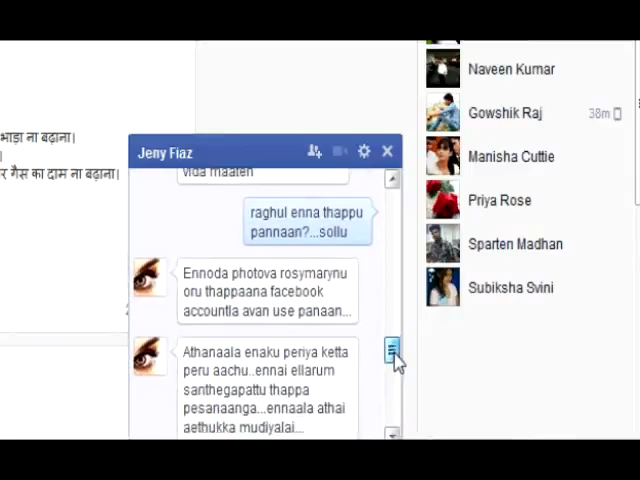 भाड़ा ना बढ़ाना।
र गैस का दाम ना बढ़ाना।
Jeny Fiaz
vida maaten
raghul enna thappu
pannaan?...sollu
Ennoda photova rosymarynu
oru thappaana facebook
accountla avan use panaan...
Athanaala enaku periya ketta
peru aachu..ennai ellarum
santhegapattu thappa
pesanaanga...ennaala athai
aethukka mudiyalai...
Naveen Kumar
Gowshik Raj 38m
Manisha Cuttie
Priya Rose
Sparten Madhan
Subiksha Svini